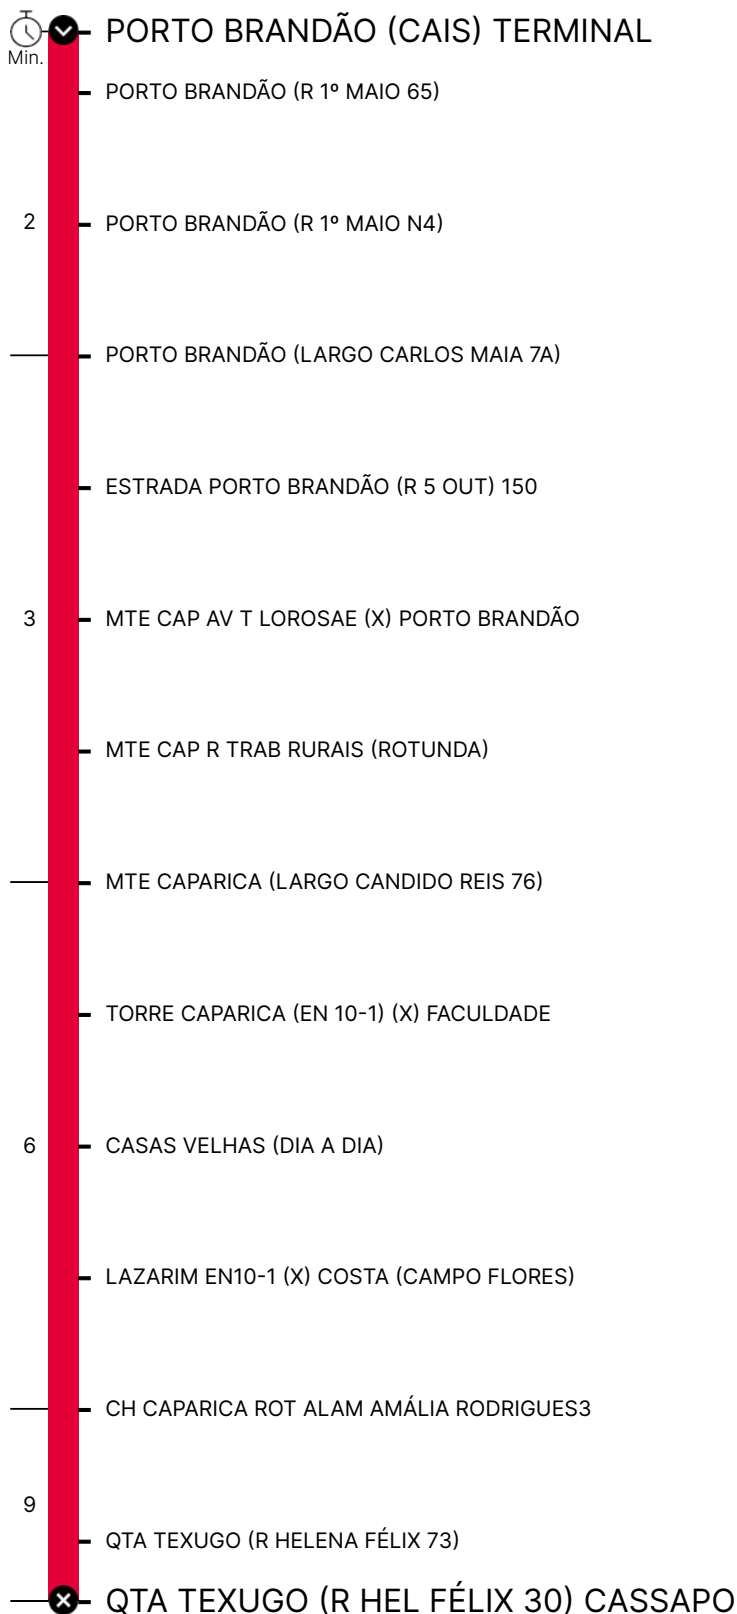 PORTO BRANDÃO (CAIS) TERMINAL
Min.
PORTO BRANDÃO (R 1º MAIO 65)
2
PORTO BRANDÃO (R 1º MAIO N4)
PORTO BRANDÃO (LARGO CARLOS MAIA 7A)
ESTRADA PORTO BRANDÃO (R 5 OUT) 150
3
MTE CAP AV T LOROSAE (X) PORTO BRANDÃO
MTE CAP R TRAB RURAIS (ROTUNDA)
MTE CAPARICA (LARGO CANDIDO REIS 76)
TORRE CAPARICA (EN 10-1) (X) FACULDADE
6
CASAS VELHAS (DIA A DIA)
LAZARIM EN10-1 (X) COSTA (CAMPO FLORES)
CH CAPARICA ROT ALAM AMÁLIA RODRIGUES3
9
QTA TEXUGO (R HELENA FÉLIX 73)
QTA TEXUGO (R HEL FÉLIX 30) CASSAPO